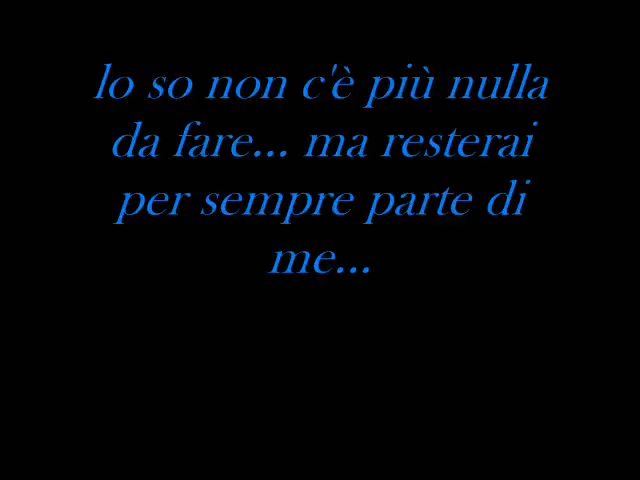 lo so non c'è più nulla
da fare... ma resterai
per sempre parte di
me...